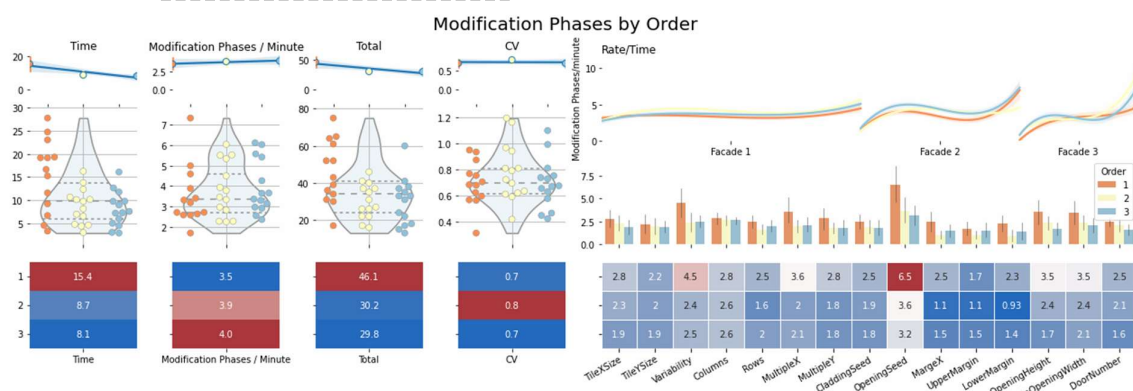 Modification Phases by Order
Time
Modification Phases / Minute
Total
CV
Rate/Time
20
0
2.5
0.0
50
0
0.5
0.0
Modification Phases/minute
10
5
0
Facade 1
Facade 2
Facade 3
30
25
20
15
10
5
7
6
5
4
3
2
80
60
40
20
1.2
1.0
0.8
0.6
0.4
7.5
5.0
2.5
0.0
Order
1
2
3
1
2
3
15.4
8.7
8.1
3.5
3.9
4.0
46.1
30.2
29.8
0.7
0.8
0.7
2.8 2.2 4.5 2.8 2.5 3.6 2.8 2.5 6.5 2.5 1.7 2.3 3.5 3.5 2.5
2.3 2 2.4 2.6 1.6 2 1.8 1.9 3.6 1.1 1.1 0.93 2.4 2.4 2.1
1.9 1.9 2.5 2.6 2 2.1 1.8 1.8 3.2 1.5 1.5 1.4 1.7 2.1 1.6
Time
Modification Phases / Minute
Total
CV
TileXSize
TileYSize
Variability
Columns
Rows
MultipleX
MultipleY
CladdingSeed
OpeningSeed
MargeX
UpperMargin
LowerMargin
OpeningHeight
OpeningWidth
DoorNumber